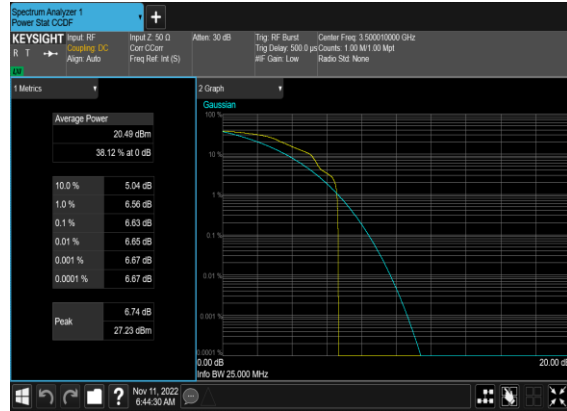 Spectrum Analyzer 1
Power Stat CCDF
KEYSIGHT
R T
Input: RF
Coupling: DC
Align: Auto
Input Z: 50 Ω
Corr CCorr
Freq Ref: Int (S)
Atten: 30 dB
Trig: RF Burst
Trig Delay: 500.0 µs
#IF Gain: Low
Center Freq: 3.500010000 GHz
Counts: 1.00 M/1.00 Mpt
Radio Std: None
1 Metrics
Average Power
20.49 dBm
38.12 % at 0 dB
10.0 % 5.04 dB
1.0 % 6.56 dB
0.1 % 6.63 dB
0.01 % 6.65 dB
0.001 % 6.67 dB
0.0001 % 6.67 dB
Peak
6.74 dB
27.23 dBm
2 Graph
Gaussian
100 %
10 %
1 %
0.1 %
0.01 %
0.001 %
0.0001 %
0.00 dB
20.00 dB
Info BW 25.000 MHz
Nov 11, 2022
6:44:30 AM